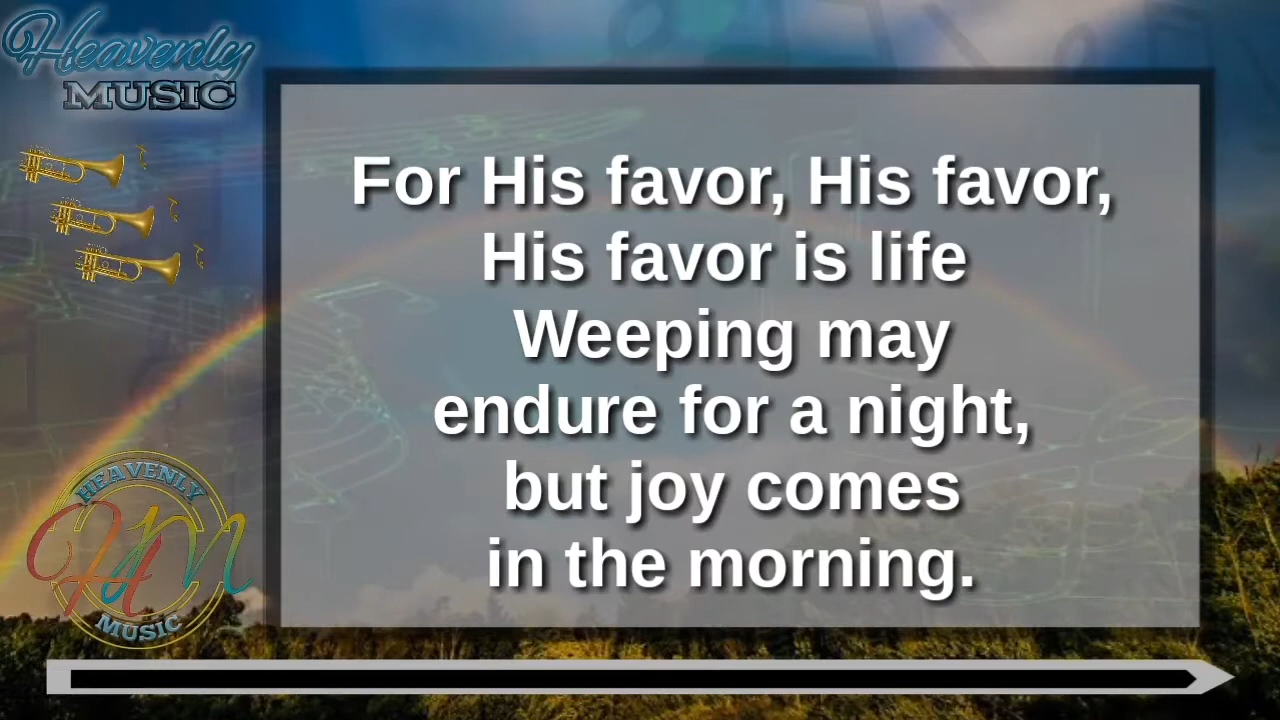 Heavenly
MUSIC
For His favor, His favor,
His favor is life
Weeping may
endure for a night,
but joy comes
in the morning.
HEAVENLY
HM
MUSIC